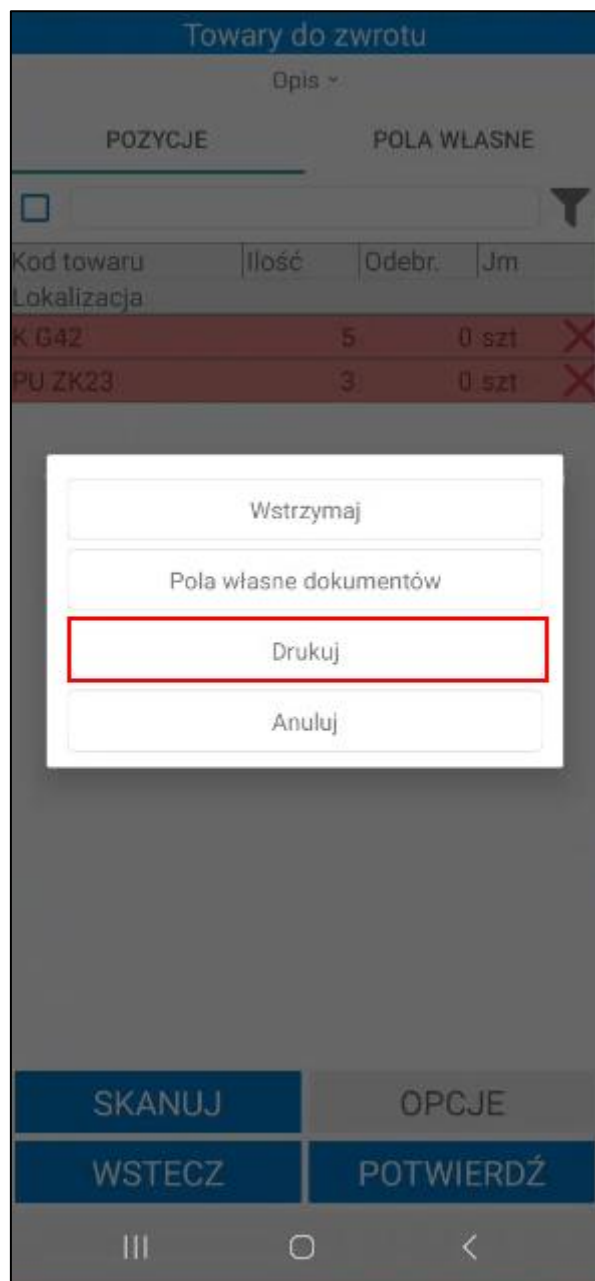 Towary do zwrotu
Opis
POZYCJE POLA WŁASNE
Kod towaru Ilość Odebr. Jm
Lokalizacja
K G42 5 0 szt
PU ZK23 3 0 szt
Wstrzymaj
Pola własne dokumentów
Drukuj
Anuluj
SKANUJ OPCJE
WSTECZ POTWIERDŹ